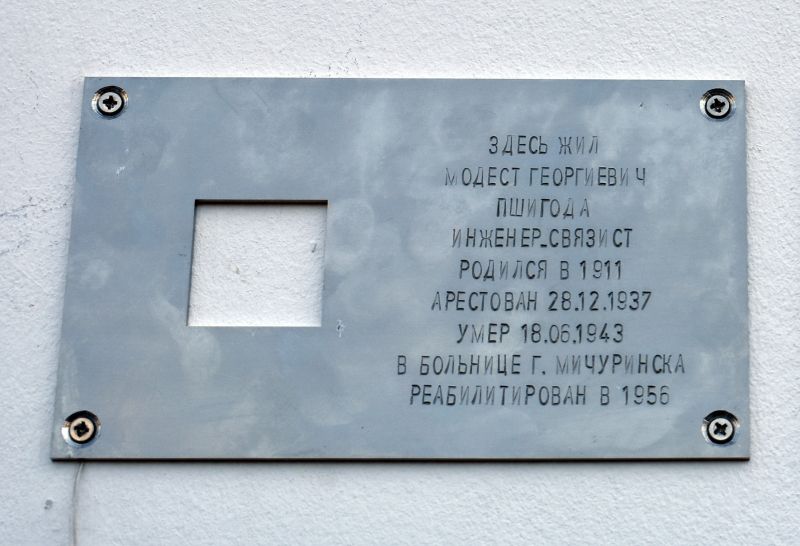 ЗДЕСЬ ЖИЛ
МОДЕСТ ГЕОРГИЕВИЧ
ПШИГОДА
ИНЖЕНЕР-СВЯЗИСТ
РОДИЛСЯ В 1911
АРЕСТОВАН 28.12.1937
УМЕР 18.06.1943
В БОЛЬНИЦЕ Г. МИЧУРИНСКА
РЕАБИЛИТИРОВАН В 1956